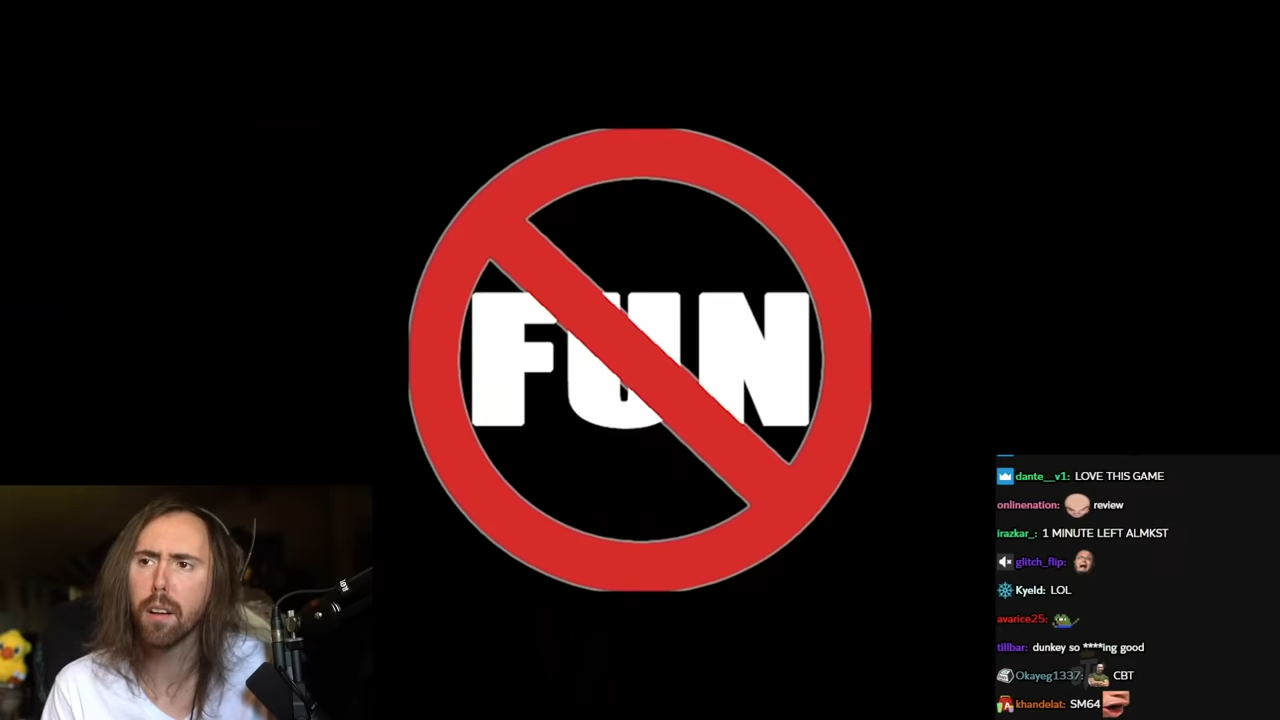 FUN
dante__v1: LOVE THIS GAME
onlinenation: review
irazkar_: 1 MINUTE LEFT ALMKST
glitch_flip:
Kyeld: LOL
avarice25:
tillbar: dunkey so ****ing good
Okayeg1337: CBT
khandelat: SM64